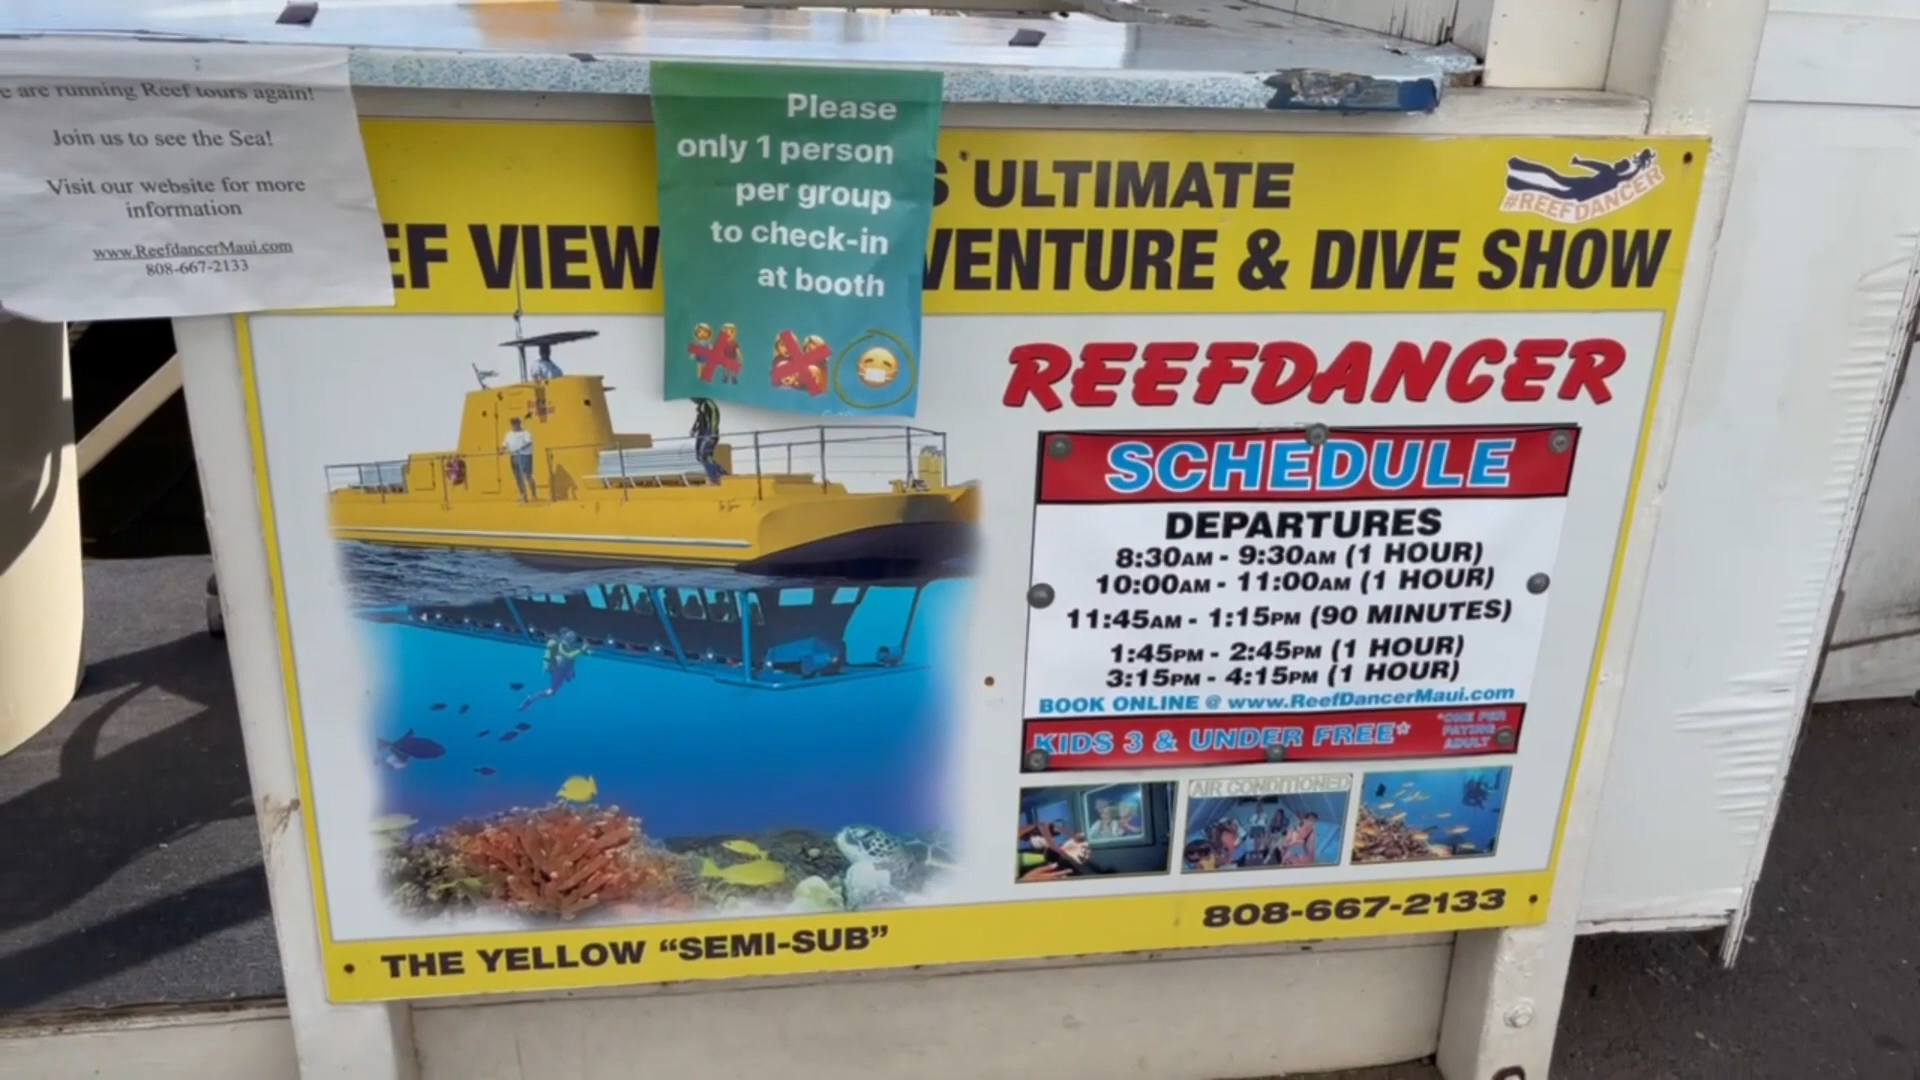 e are running Reef tours again!
Join us to see the Sea!
Visit our website for more
information
www.ReefdancerMaui.com
808-667-2133
Please
only 1 person
per group
to check-in
at booth
S ULTIMATE
EF VIEW VENTURE & DIVE SHOW
#REEFDANCER
REEFDANCER
SCHEDULE
DEPARTURES
8:30AM - 9:30AM (1 HOUR)
10:00AM - 11:00AM (1 HOUR)
11:45AM - 1:15PM (90 MINUTES)
1:45PM - 2:45PM (1 HOUR)
3:15PM - 4:15PM (1 HOUR)
BOOK ONLINE @ www.ReefDancerMaui.com
KIDS 3 & UNDER FREE*
*ONE PER
PAYING
ADULT
AIR CONDITIONED
808-667-2133
THE YELLOW "SEMI-SUB"